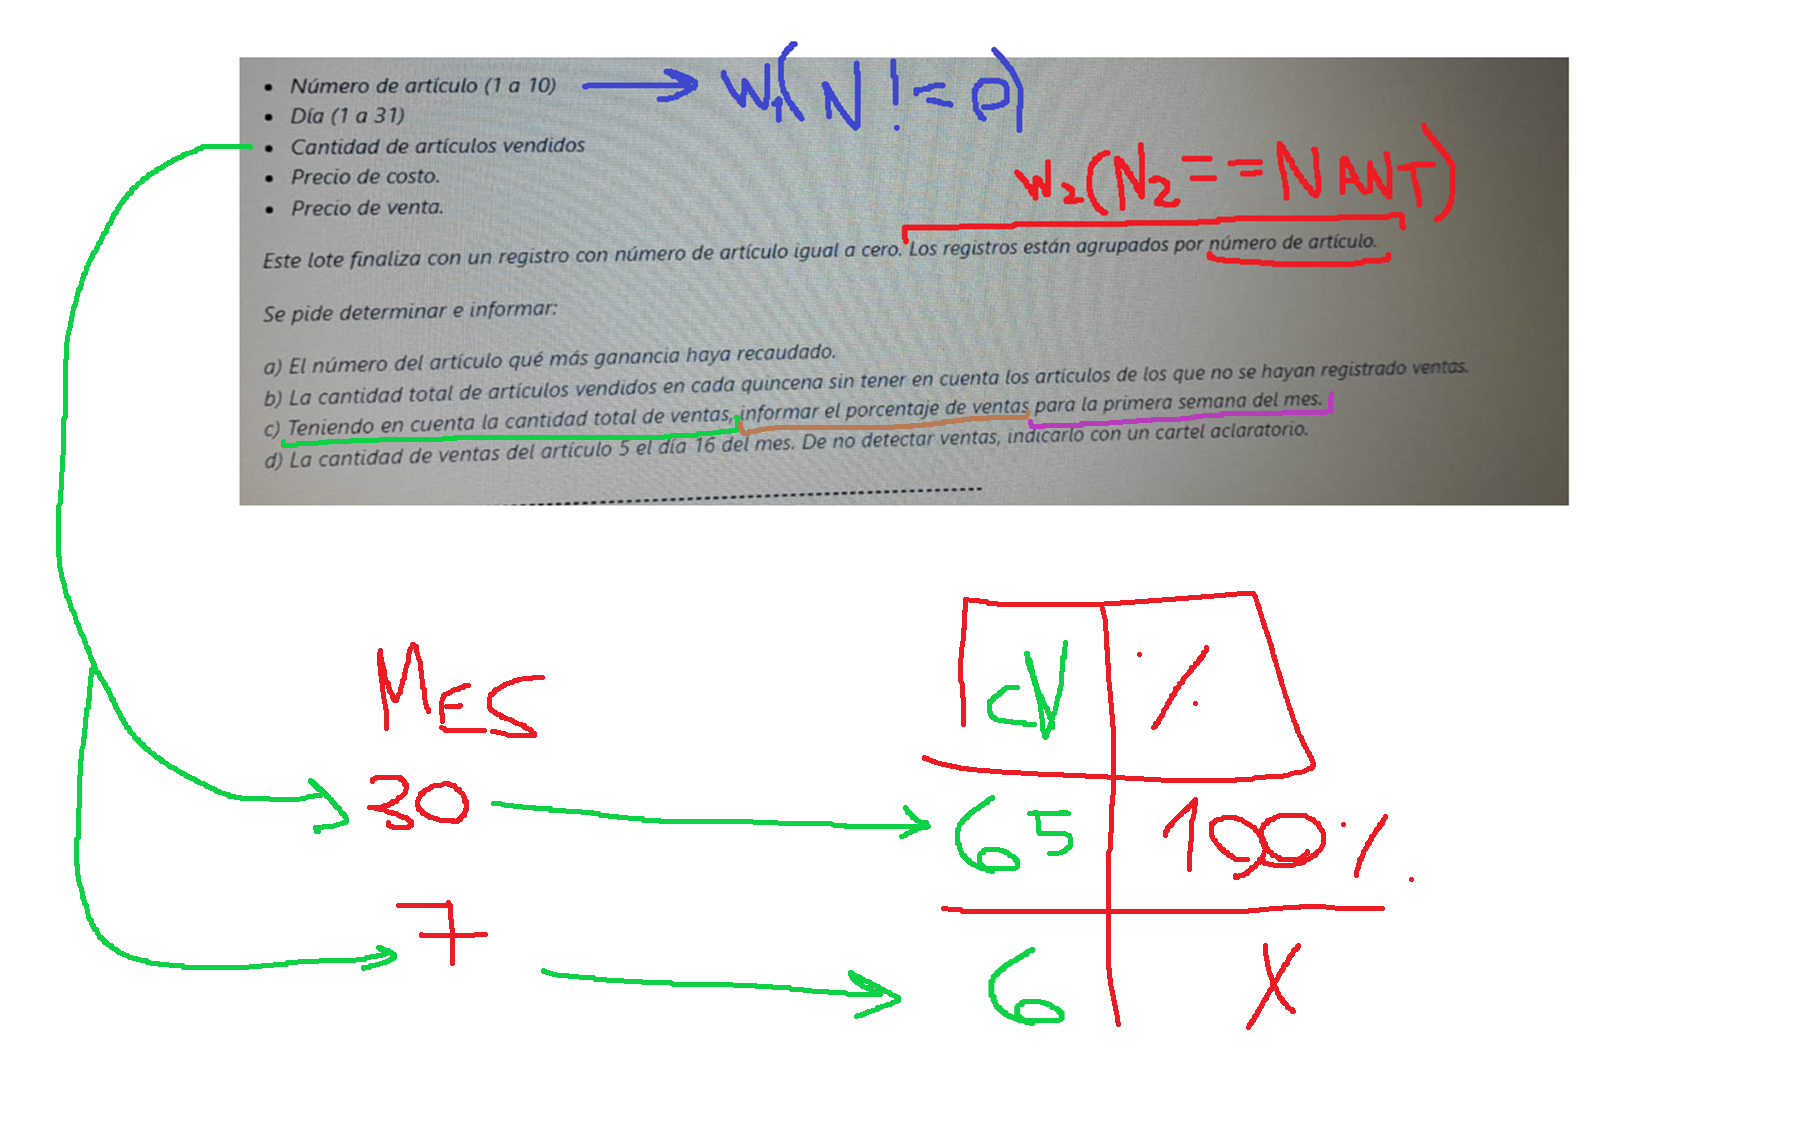 • Número de artículo (1 a 10) W1(N != 0)
• Día (1 a 31)
• Cantidad de artículos vendidos
• Precio de costo. W2(N2 == NANT)
• Precio de venta.
Este lote finaliza con un registro con número de artículo igual a cero. Los registros están agrupados por número de artículo.
Se pide determinar e informar:
a) El número del artículo qué más ganancia haya recaudado.
b) La cantidad total de artículos vendidos en cada quincena sin tener en cuenta los artículos de los que no se hayan registrado ventas.
c) Teniendo en cuenta la cantidad total de ventas, informar el porcentaje de ventas para la primera semana del mes.
d) La cantidad de ventas del artículo 5 el día 16 del mes. De no detectar ventas, indicarlo con un cartel aclaratorio.
MES CV %
30 65 100%
7 6 X